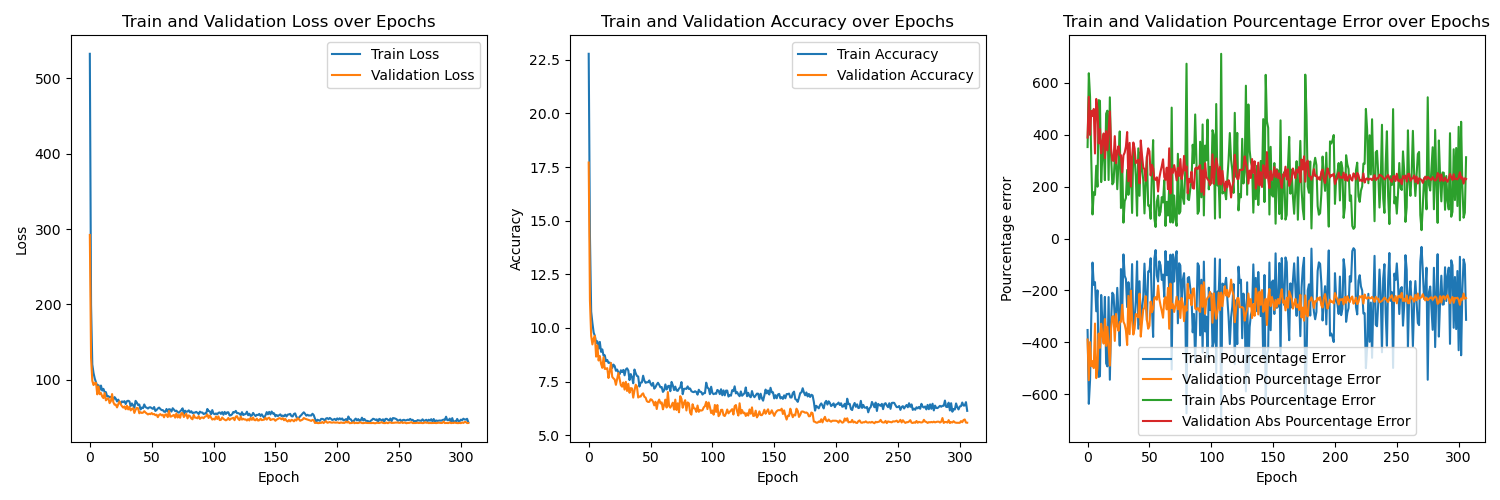 Train and Validation Loss over Epochs
Train Loss
Validation Loss
500
400
300
200
100
Loss
0
50
100
150
200
250
300
Epoch
Train and Validation Accuracy over Epochs
Train Accuracy
Validation Accuracy
22.5
20.0
17.5
15.0
12.5
10.0
7.5
5.0
Accuracy
0
50
100
150
200
250
300
Epoch
Train and Validation Pourcentage Error over Epochs
600
400
200
0
−200
−400
−600
Pourcentage error
Train Pourcentage Error
Validation Pourcentage Error
Train Abs Pourcentage Error
Validation Abs Pourcentage Error
0
50
100
150
200
250
300
Epoch